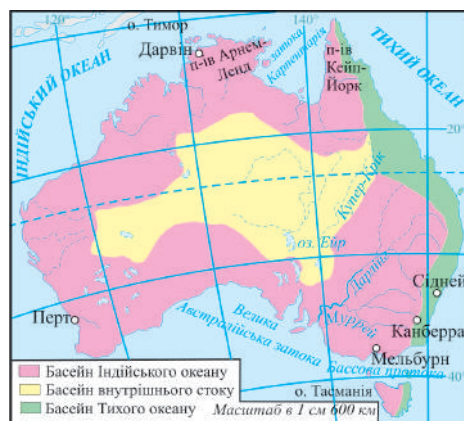 120°
140°
о. Тимор
Дарвін
п-ів Арнем-
Ленд
затока
Карпентарія
п-ів
Кейп-
Йорк
ІНДІЙСЬКИЙ ОКЕАН
ТИХИЙ ОКЕАН
20°
Купер-Крік
оз. Ейр
Дарлінг
Муррей
Сідней
Перт
Велика
Австралійська затока
Канберра
Мельбурн
Бассова протока
40°
о. Тасманія
Басейн Індійського океану
Басейн внутрішнього стоку
Басейн Тихого океану
Масштаб в 1 см 600 км